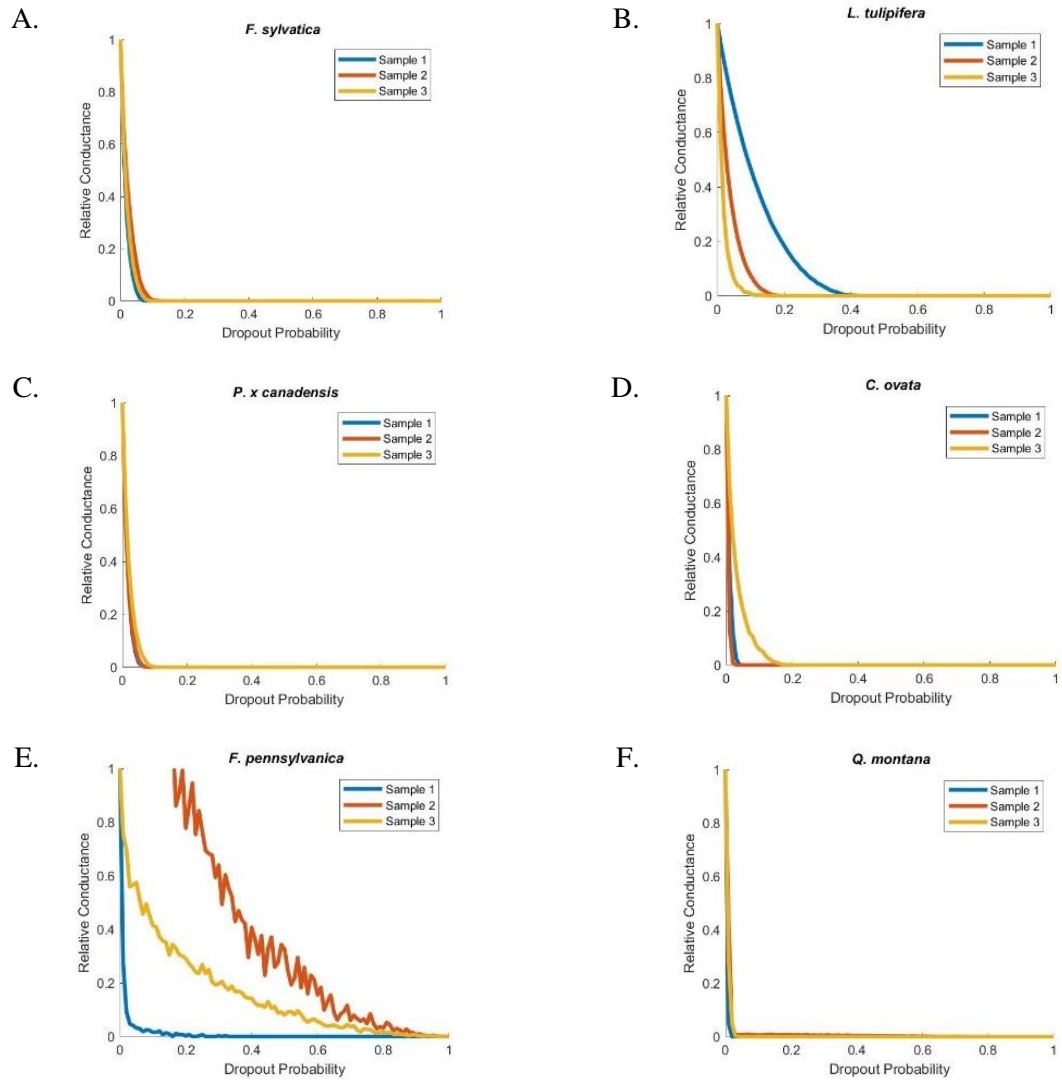 A.
F. sylvatica
Sample 1
Sample 2
Sample 3
Relative Conductance
1
0.8
0.6
0.4
0.2
0
0 0.2 0.4 0.6 0.8 1
Dropout Probability
B.
L. tulipifera
Sample 1
Sample 2
Sample 3
Relative Conductance
1
0.8
0.6
0.4
0.2
0
0 0.2 0.4 0.6 0.8 1
Dropout Probability
C.
P. x canadensis
Sample 1
Sample 2
Sample 3
Relative Conductance
1
0.8
0.6
0.4
0.2
0
0 0.2 0.4 0.6 0.8 1
Dropout Probability
D.
C. ovata
Sample 1
Sample 2
Sample 3
Relative Conductance
1
0.8
0.6
0.4
0.2
0
0 0.2 0.4 0.6 0.8 1
Dropout Probability
E.
F. pennsylvanica
Sample 1
Sample 2
Sample 3
Relative Conductance
1
0.8
0.6
0.4
0.2
0
0 0.2 0.4 0.6 0.8 1
Dropout Probability
F.
Q. montana
Sample 1
Sample 2
Sample 3
Relative Conductance
1
0.8
0.6
0.4
0.2
0
0 0.2 0.4 0.6 0.8 1
Dropout Probability